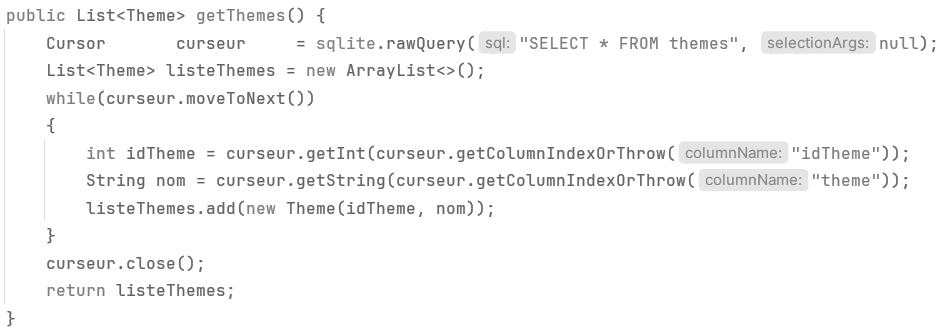 public List<Theme> getThemes() {
    Cursor       curseur     = sqlite.rawQuery( sql: "SELECT * FROM themes",  selectionArgs: null);
    List<Theme> listeThemes = new ArrayList<>();
    while(curseur.moveToNext())
    {
        int idTheme = curseur.getInt(curseur.getColumnIndexOrThrow( columnName: "idTheme"));
        String nom = curseur.getString(curseur.getColumnIndexOrThrow( columnName: "theme"));
        listeThemes.add(new Theme(idTheme, nom));
    }
    curseur.close();
    return listeThemes;
}